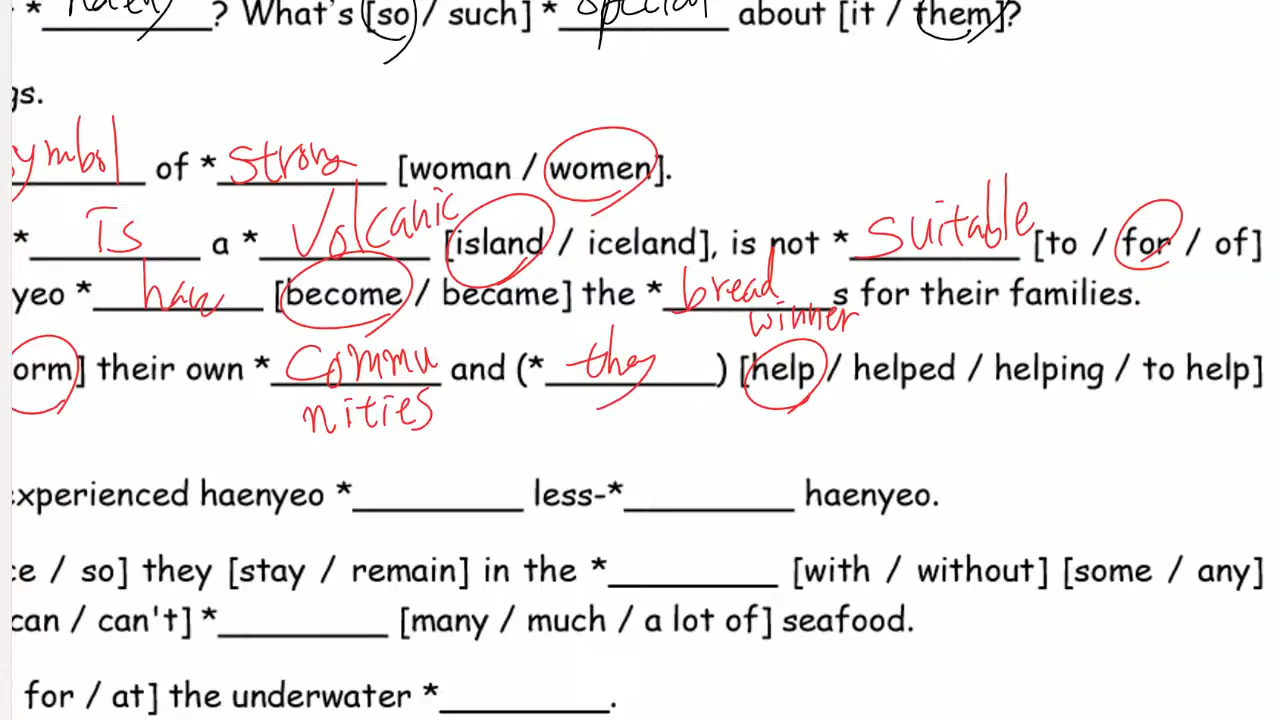 * haeny ? What's [so / such] * special about [it / them]?
gs.
ymbol of * strong [woman / women].
* is a * volcanic [island / iceland], is not * suitable [to / for / of]
yeo * have [become / became] the * bread winner s for their families.
orm] their own * commu nities and (* they ) [help / helped / helping / to help]
experienced haenyeo * less-* haenyeo.
ce / so] they [stay / remain] in the * [with / without] [some / any]
can / can't] * [many / much / a lot of] seafood.
for / at] the underwater * .